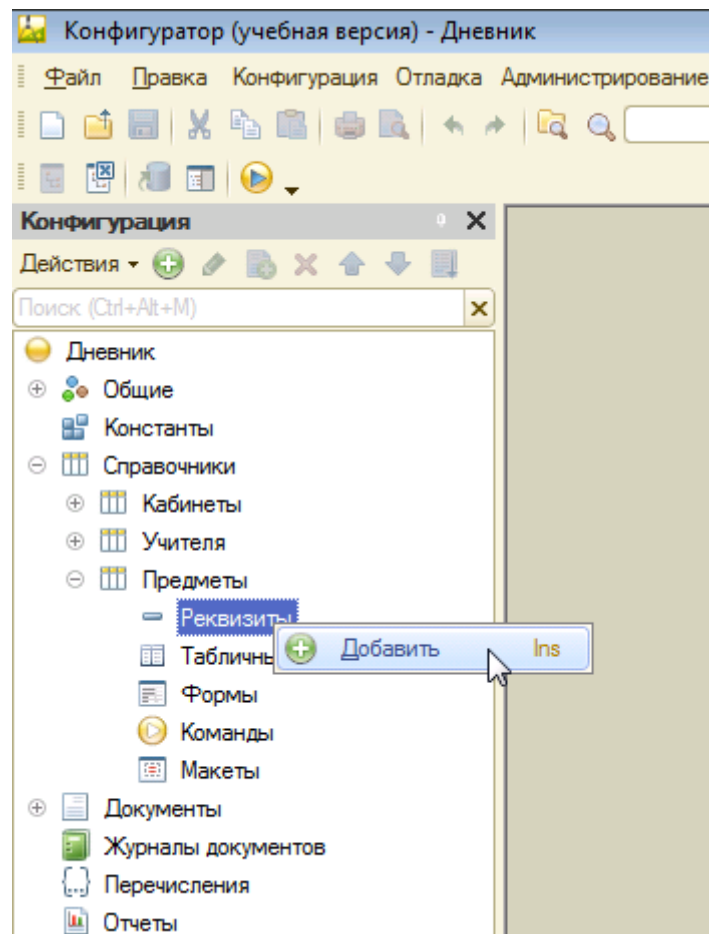 Конфигуратор (учебная версия) - Дневник
Файл Правка Конфигурация Отладка Администрирование
Конфигурация
Действия
Поиск (Ctrl+Alt+M)
Дневник
Общие
Константы
Справочники
Кабинеты
Учителя
Предметы
Реквизиты
Добавить Ins
Табличны
Формы
Команды
Макеты
Документы
Журналы документов
Перечисления
Отчеты